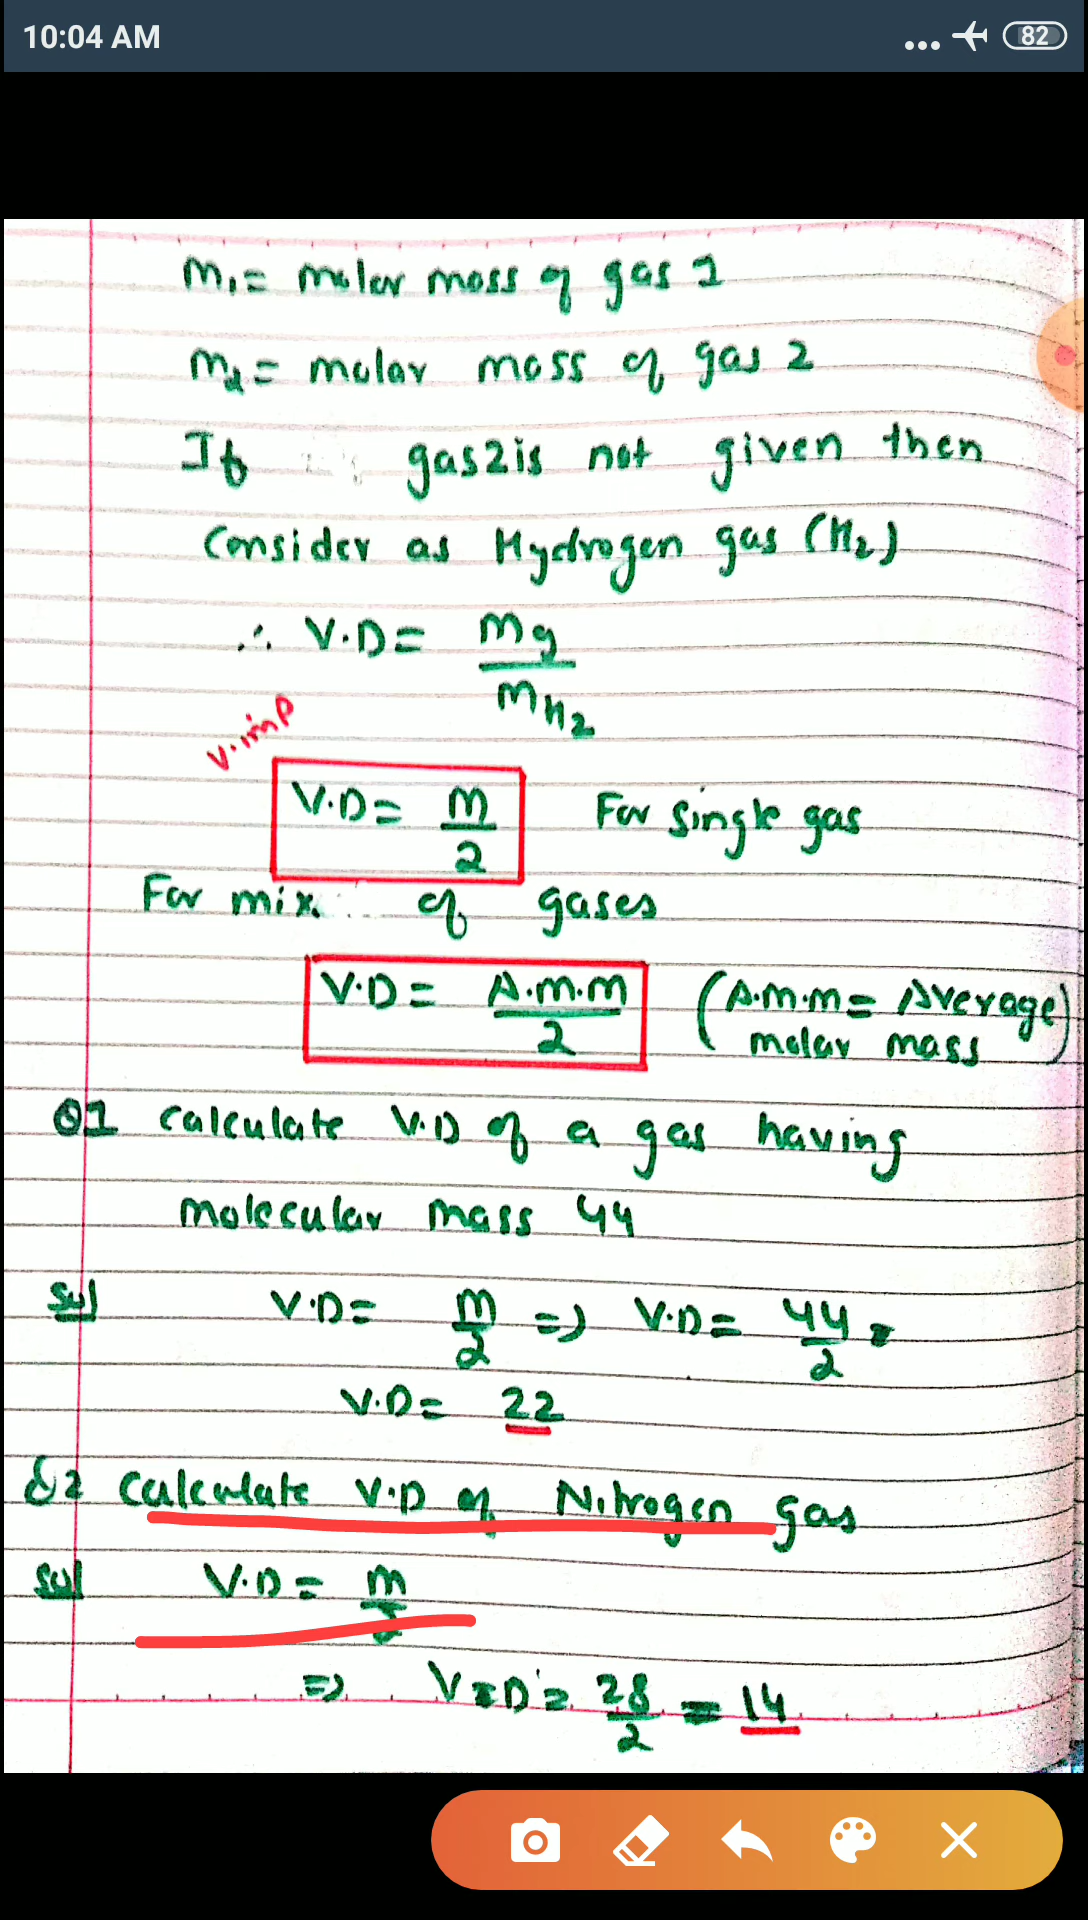 10:04 AM
82
M₁ = molar mass of gas 1
M₂ = molar mass of gas 2
If gas 2 is not given then
Consider as Hydrogen gas (H₂)
∴ V.D = Mg / MH₂
V.imp
V.D = M / 2 For Single gas
For mix. of gases
V.D = A.M.M / 2 (A.M.M = Average molar mass)
Q1 Calculate V.D of a gas having
Molecular mass 44
Sol V.D = M / 2 => V.D = 44 / 2
V.D = 22
Q2 Calculate V.D of Nitrogen gas
Sol V.D = M / 2
=> V.D = 28 / 2 = 14